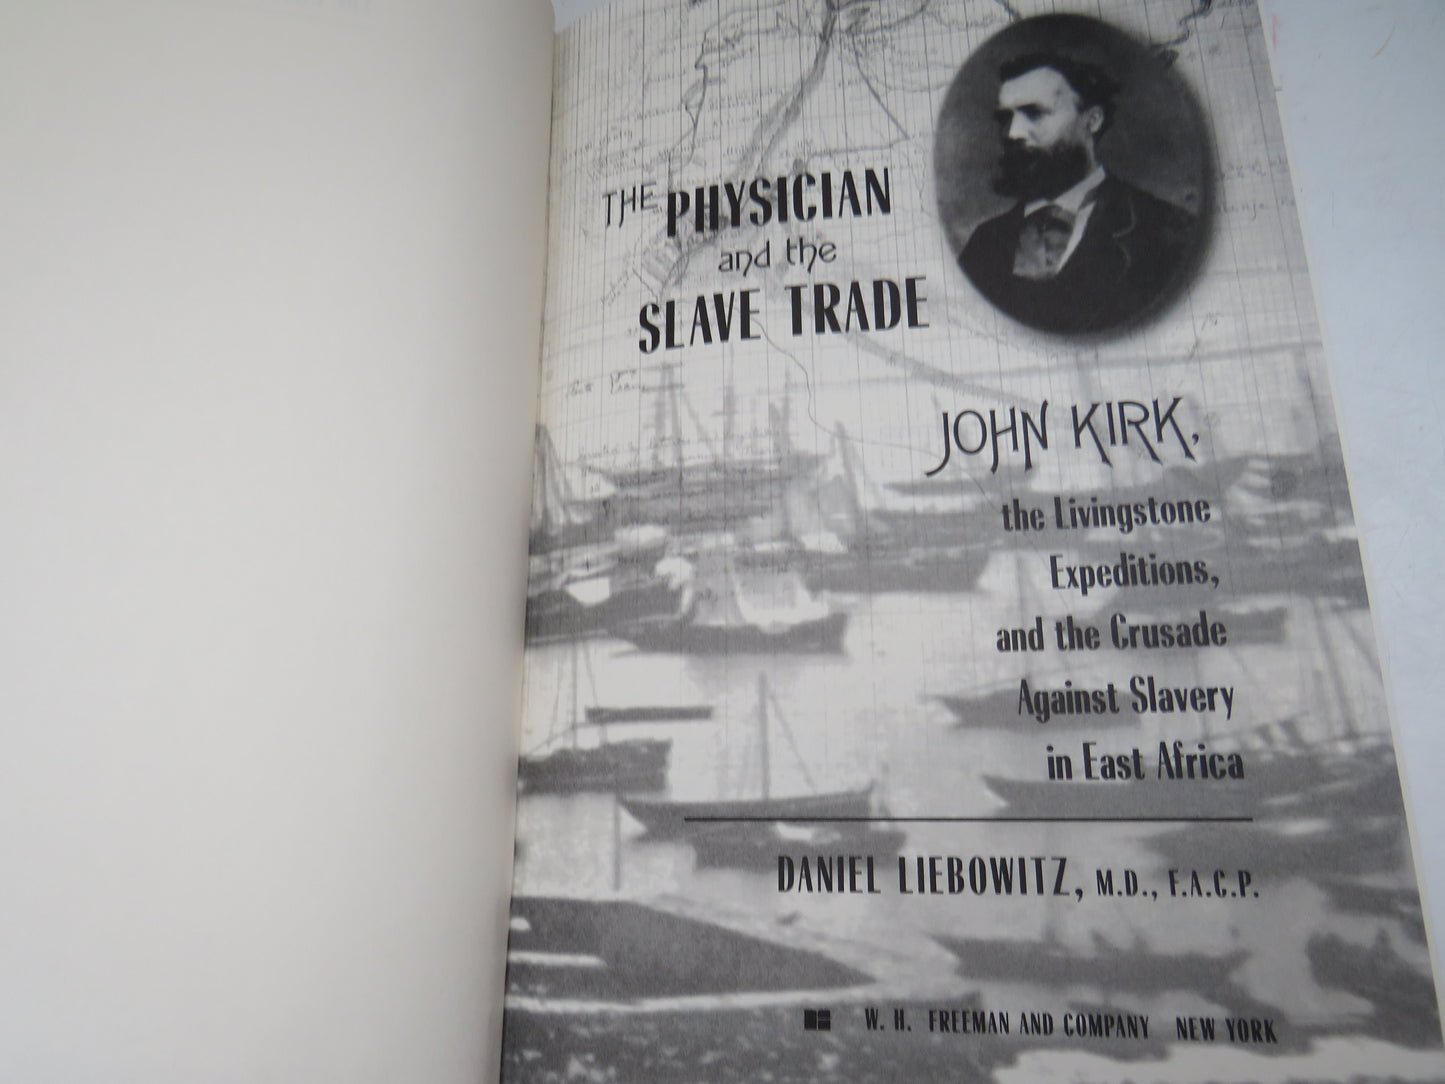 THE PHYSICIAN
and the
SLAVE TRADE
JOHN KIRK,
the Livingstone
Expeditions,
and the Crusade
Against Slavery
in East Africa
DANIEL LIEBOWITZ, M.D., F.A.C.P.
W. H. FREEMAN AND COMPANY NEW YORK